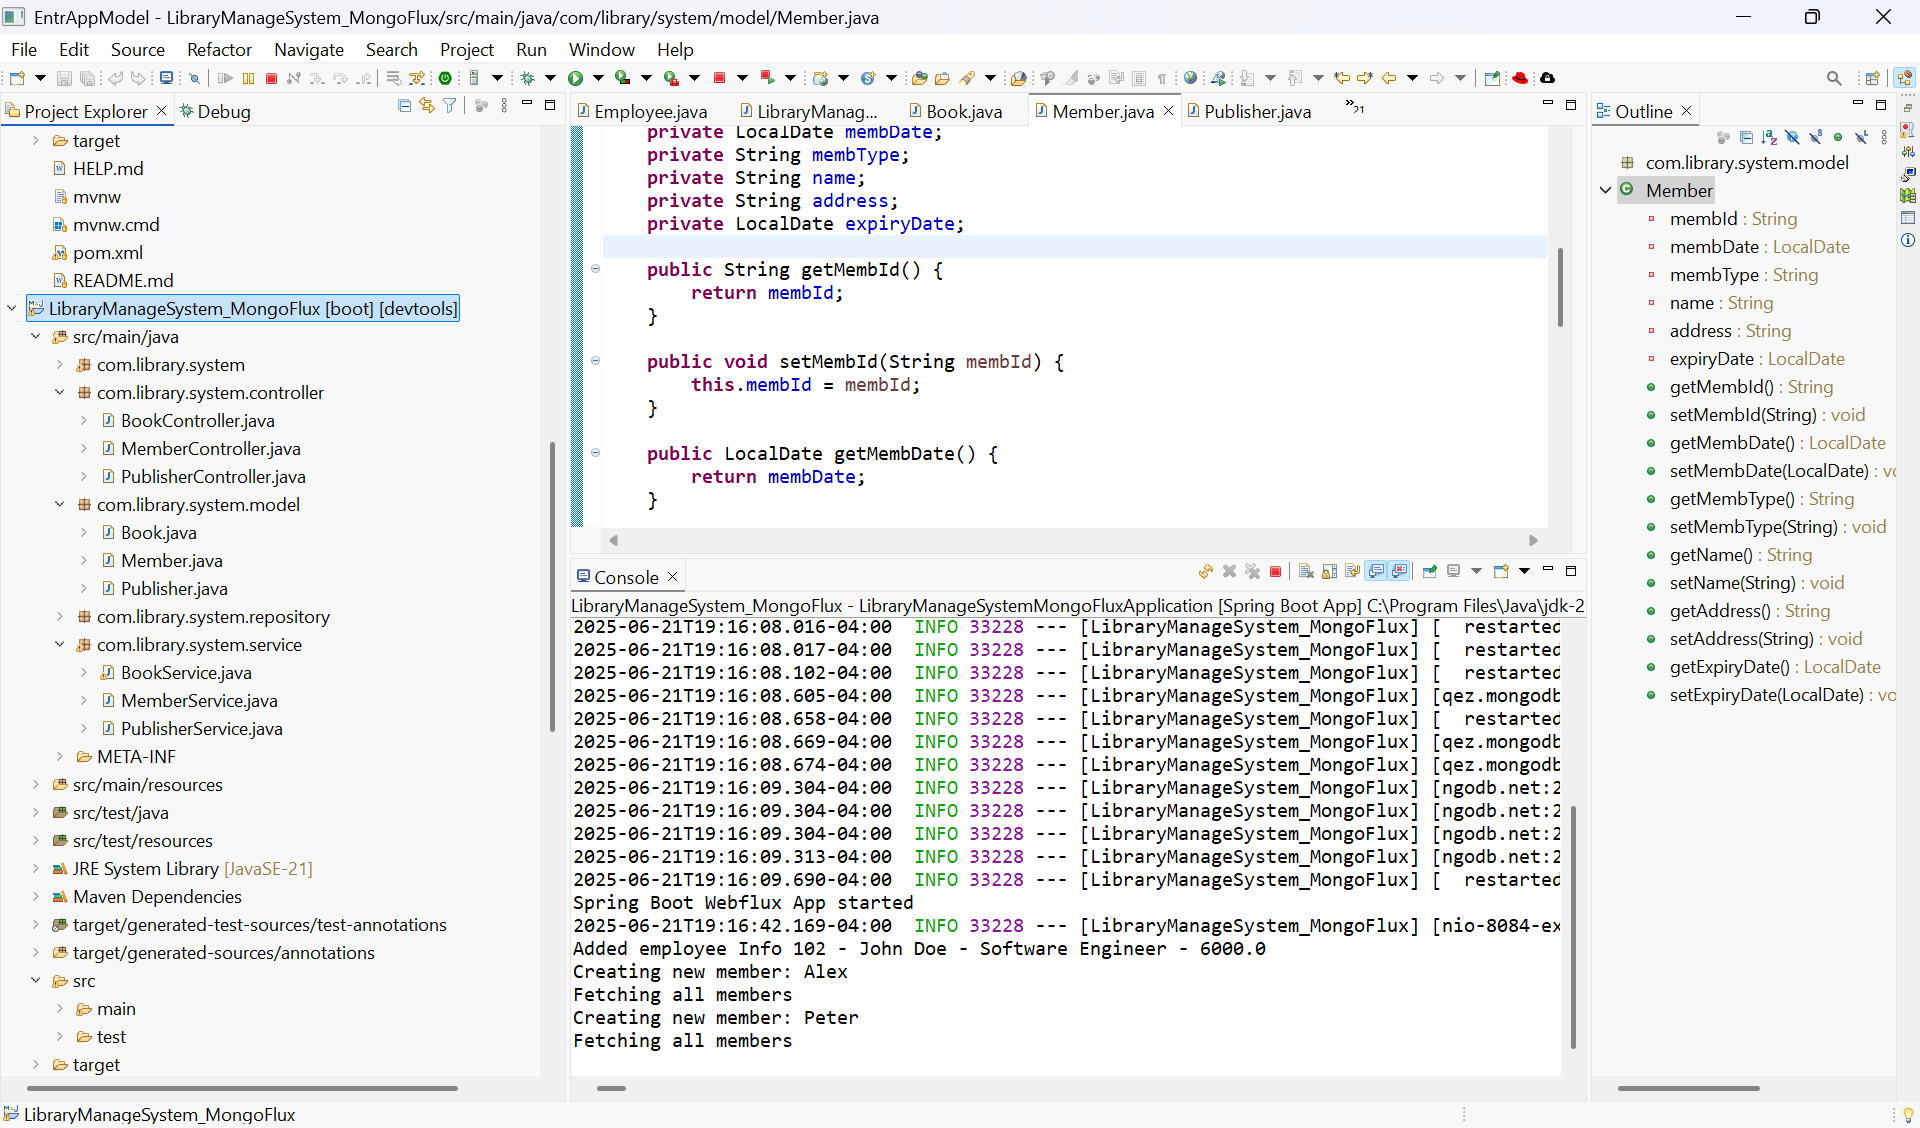 EntrAppModel - LibraryManageSystem_MongoFlux/src/main/java/com/library/system/model/Member.java
File Edit Source Refactor Navigate Search Project Run Window Help
Project Explorer
Debug
target
HELP.md
mvnw
mvnw.cmd
pom.xml
README.md
LibraryManageSystem_MongoFlux [boot] [devtools]
src/main/java
com.library.system
com.library.system.controller
BookController.java
MemberController.java
PublisherController.java
com.library.system.model
Book.java
Member.java
Publisher.java
com.library.system.repository
com.library.system.service
BookService.java
MemberService.java
PublisherService.java
META-INF
src/main/resources
src/test/java
src/test/resources
JRE System Library [JavaSE-21]
Maven Dependencies
target/generated-test-sources/test-annotations
target/generated-sources/annotations
src
main
test
target
Employee.java LibraryManag... Book.java Member.java Publisher.java »21
private LocalDate membDate;
private String membType;
private String name;
private String address;
private LocalDate expiryDate;
public String getMembId() {
return membId;
}
public void setMembId(String membId) {
this.membId = membId;
}
public LocalDate getMembDate() {
return membDate;
}
Console
LibraryManageSystem_MongoFlux - LibraryManageSystemMongoFluxApplication [Spring Boot App] C:\Program Files\Java\jdk-2
2025-06-21T19:16:08.016-04:00 INFO 33228 --- [LibraryManageSystem_MongoFlux] [ restarted
2025-06-21T19:16:08.017-04:00 INFO 33228 --- [LibraryManageSystem_MongoFlux] [ restarted
2025-06-21T19:16:08.102-04:00 INFO 33228 --- [LibraryManageSystem_MongoFlux] [ restarted
2025-06-21T19:16:08.605-04:00 INFO 33228 --- [LibraryManageSystem_MongoFlux] [qez.mongodb
2025-06-21T19:16:08.658-04:00 INFO 33228 --- [LibraryManageSystem_MongoFlux] [ restarted
2025-06-21T19:16:08.669-04:00 INFO 33228 --- [LibraryManageSystem_MongoFlux] [qez.mongodb
2025-06-21T19:16:08.674-04:00 INFO 33228 --- [LibraryManageSystem_MongoFlux] [qez.mongodb
2025-06-21T19:16:09.304-04:00 INFO 33228 --- [LibraryManageSystem_MongoFlux] [ngodb.net:2
2025-06-21T19:16:09.304-04:00 INFO 33228 --- [LibraryManageSystem_MongoFlux] [ngodb.net:2
2025-06-21T19:16:09.304-04:00 INFO 33228 --- [LibraryManageSystem_MongoFlux] [ngodb.net:2
2025-06-21T19:16:09.313-04:00 INFO 33228 --- [LibraryManageSystem_MongoFlux] [ngodb.net:2
2025-06-21T19:16:09.690-04:00 INFO 33228 --- [LibraryManageSystem_MongoFlux] [ restarted
Spring Boot Webflux App started
2025-06-21T19:16:42.169-04:00 INFO 33228 --- [LibraryManageSystem_MongoFlux] [nio-8084-ex
Added employee Info 102 - John Doe - Software Engineer - 6000.0
Creating new member: Alex
Fetching all members
Creating new member: Peter
Fetching all members
Outline
com.library.system.model
Member
membId : String
membDate : LocalDate
membType : String
name : String
address : String
expiryDate : LocalDate
getMembId() : String
setMembId(String) : void
getMembDate() : LocalDate
setMembDate(LocalDate) : vo
getMembType() : String
setMembType(String) : void
getName() : String
setName(String) : void
getAddress() : String
setAddress(String) : void
getExpiryDate() : LocalDate
setExpiryDate(LocalDate) : vo
LibraryManageSystem_MongoFlux